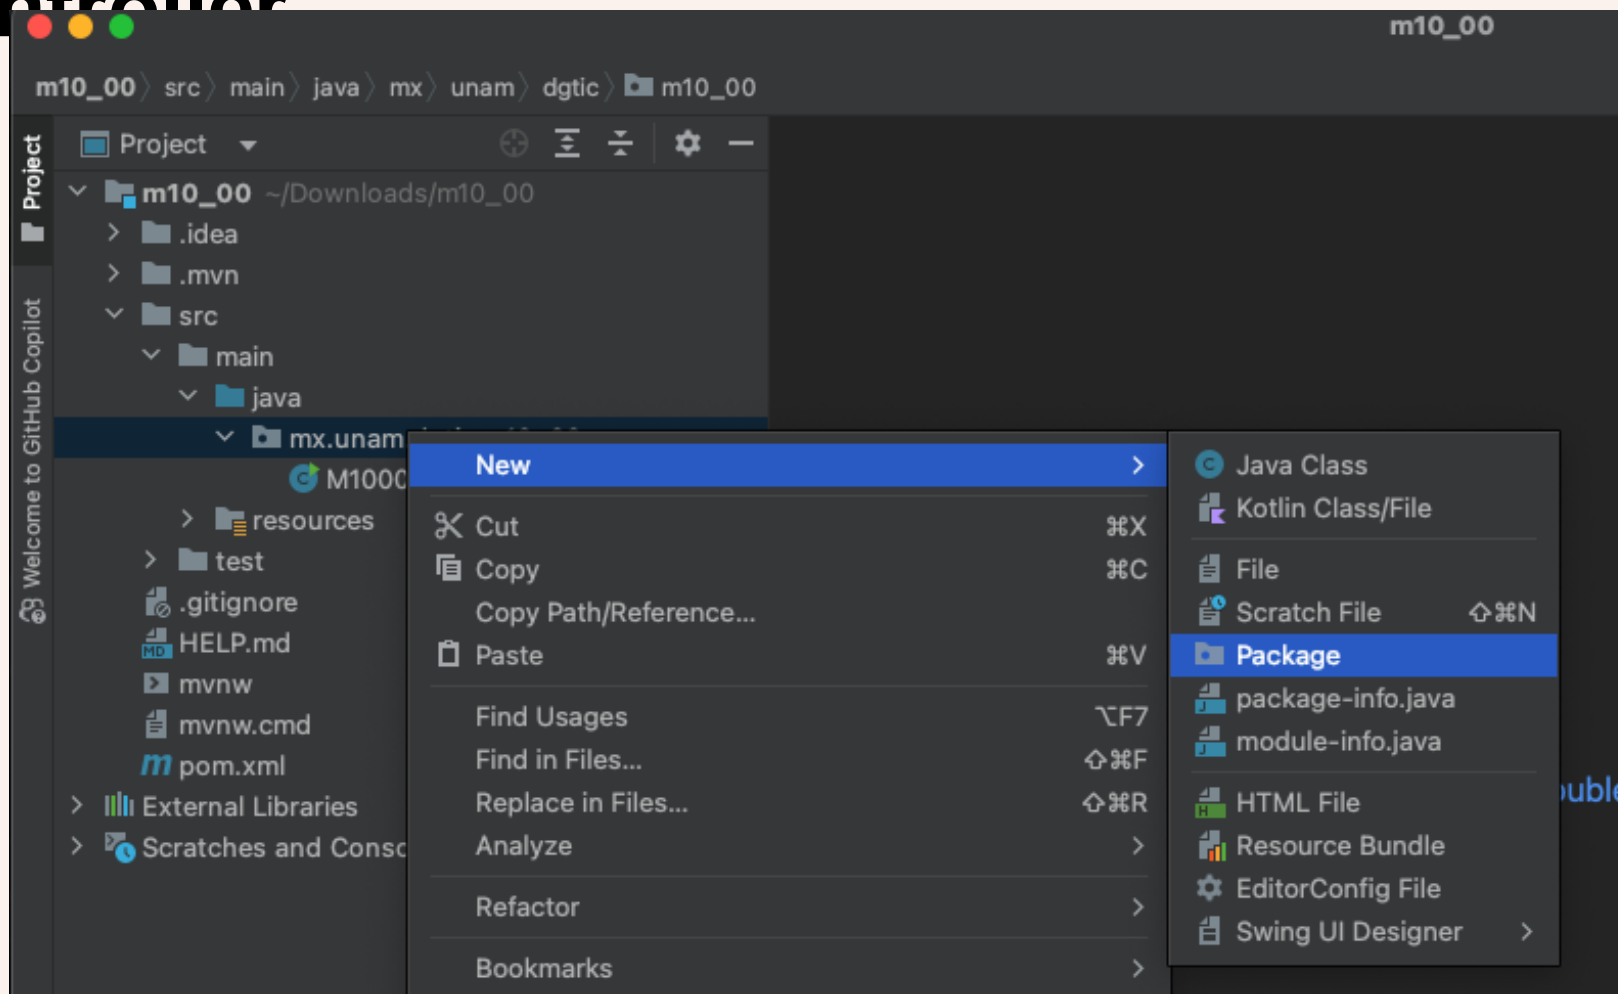 m10_00
m10_00 src main java mx unam dgtic m10_00
Project
Project
Welcome to GitHub Copilot
m10_00 ~/Downloads/m10_00
.idea
.mvn
src
main
java
mx.unam
M1000
resources
test
.gitignore
HELP.md
mvnw
mvnw.cmd
pom.xml
External Libraries
Scratches and
New
Cut ⌘X
Copy ⌘C
Copy Path/Reference...
Paste ⌘V
Find Usages ⌥F7
Find in Files... ⇧⌘F
Replace in Files... ⇧⌘R
Analyze
Refactor
Bookmarks
Java Class
Kotlin Class/File
File
Scratch File ⇧⌘N
Package
package-info.java
module-info.java
HTML File
Resource Bundle
EditorConfig File
Swing UI Designer